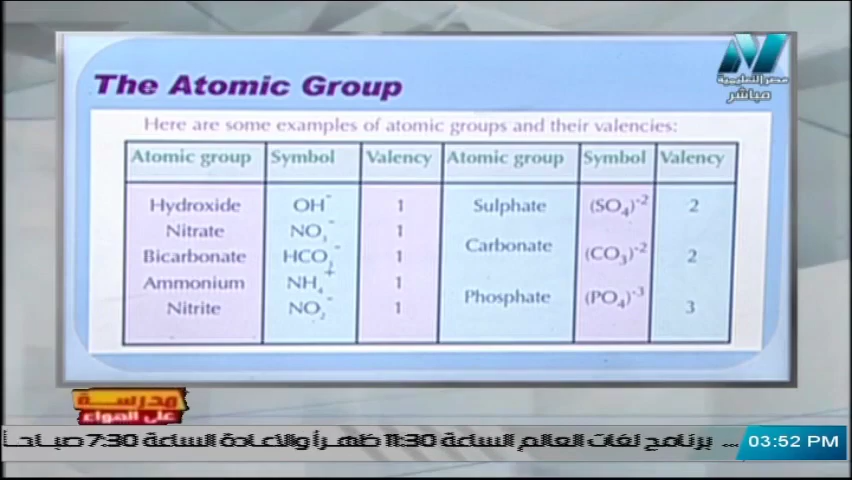 مصر التعليمية
مباشر
The Atomic Group
Here are some examples of atomic groups and their valencies:
Atomic group Symbol Valency Atomic group Symbol Valency
Hydroxide OH⁻ 1 Sulphate (SO₄)⁻² 2
Nitrate NO₃⁻ 1
Carbonate (CO₃)⁻² 2
Bicarbonate HCO₃⁻ 1
Ammonium NH₄⁺ 1
Phosphate (PO₄)⁻³ 3
Nitrite NO₂⁻ 1
مدرسة
على الهواء
... برنامج لغات العالم الساعة 11:30 ظهراً والاعادة الساعة 7:30 صباحاً
03:52 PM